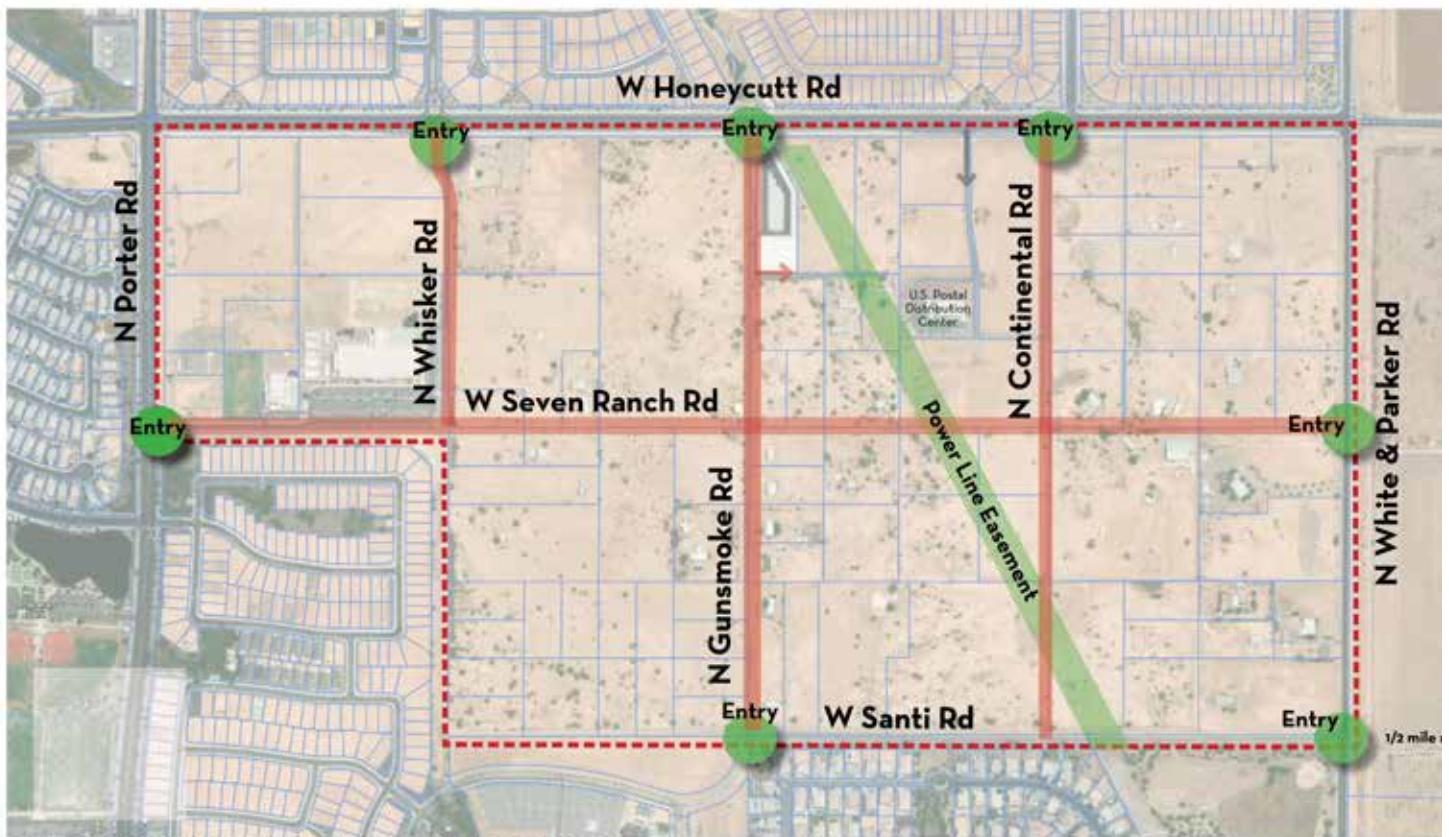 W Honeycutt Rd
Entry
Entry
Entry
N Porter Rd
N Whisker Rd
N Continental Rd
U.S. Postal
Distribution
Center
N White & Parker Rd
W Seven Ranch Rd
Entry
Entry
Power Line Easement
N Gunsmoke Rd
Entry
W Santi Rd
Entry
1/2 mile